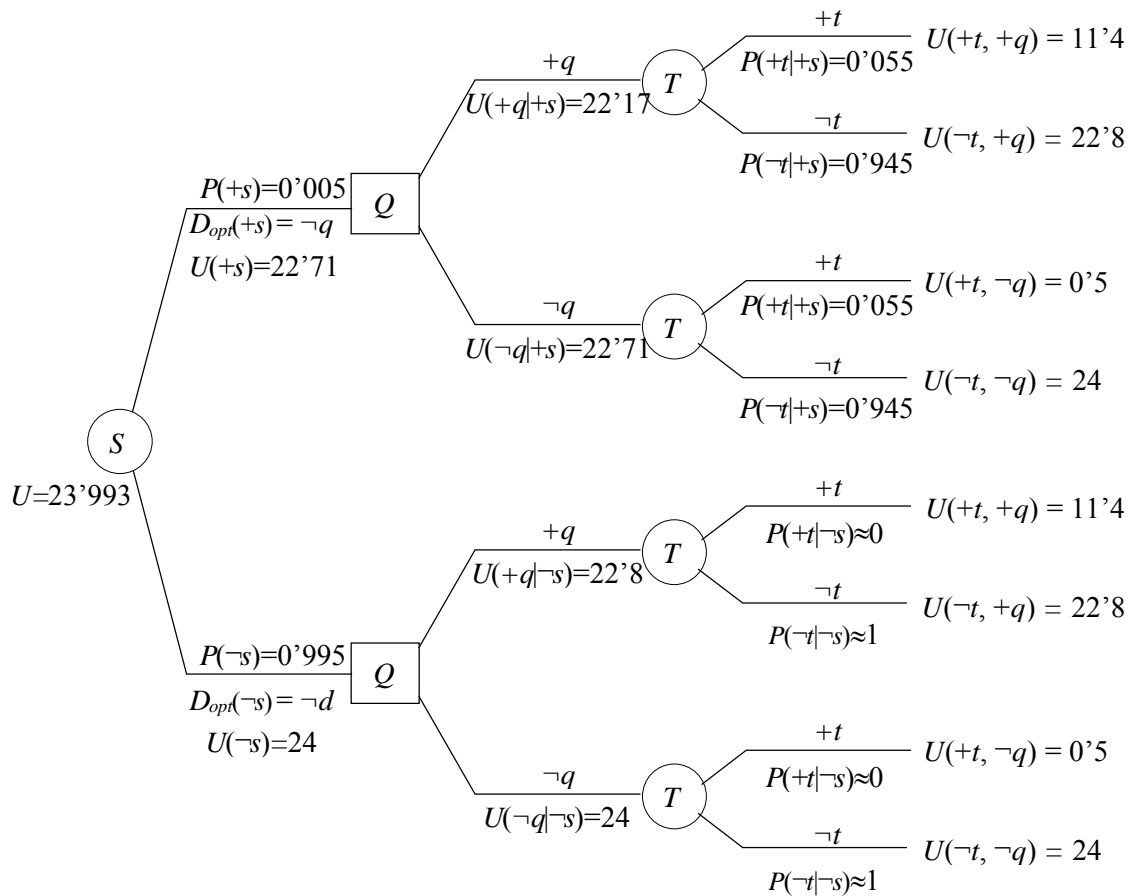 +t
U(+t, +q) = 11'4
P(+t|+s)=0'055
+q
T
U(+q|+s)=22'17
¬t
U(¬t, +q) = 22'8
P(¬t|+s)=0'945
P(+s)=0'005
Q
D_opt(+s) = ¬q
U(+s)=22'71
+t
U(+t, ¬q) = 0'5
P(+t|+s)=0'055
¬q
T
U(¬q|+s)=22'71
¬t
U(¬t, ¬q) = 24
P(¬t|+s)=0'945
S
U=23'993
+t
U(+t, +q) = 11'4
P(+t|¬s)≈0
+q
T
U(+q|¬s)=22'8
¬t
U(¬t, +q) = 22'8
P(¬t|¬s)≈1
P(¬s)=0'995
Q
D_opt(¬s) = ¬d
U(¬s)=24
+t
U(+t, ¬q) = 0'5
P(+t|¬s)≈0
¬q
T
U(¬q|¬s)=24
¬t
U(¬t, ¬q) = 24
P(¬t|¬s)≈1